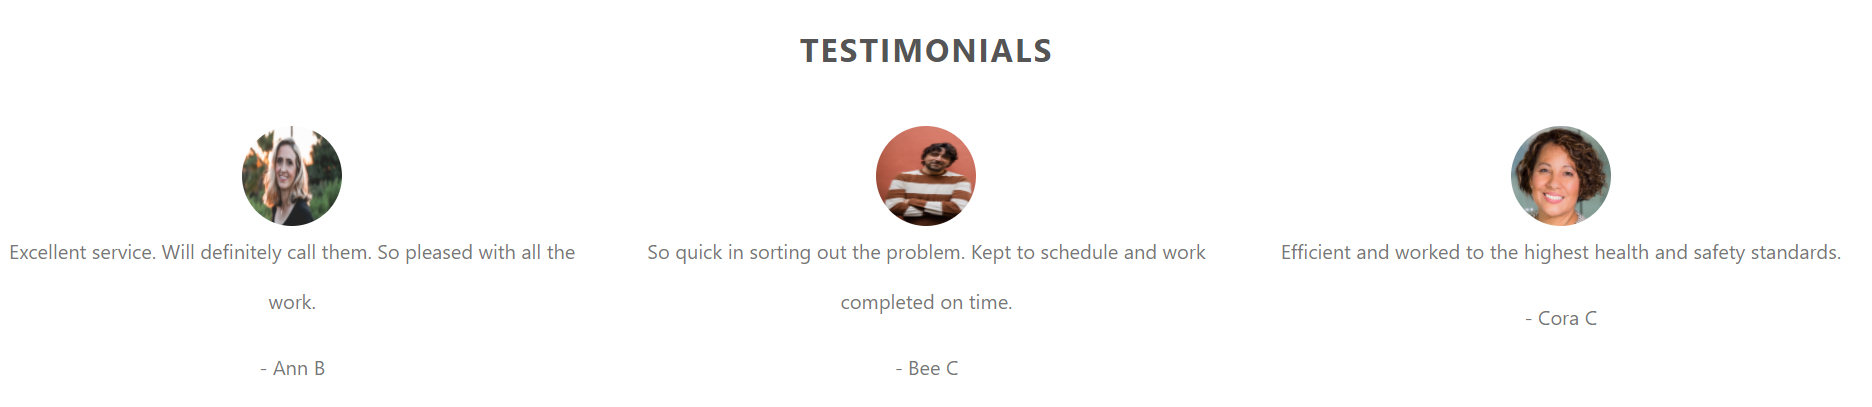 TESTIMONIALS
Excellent service. Will definitely call them. So pleased with all the
work.
- Ann B
So quick in sorting out the problem. Kept to schedule and work
completed on time.
- Bee C
Efficient and worked to the highest health and safety standards.
- Cora C